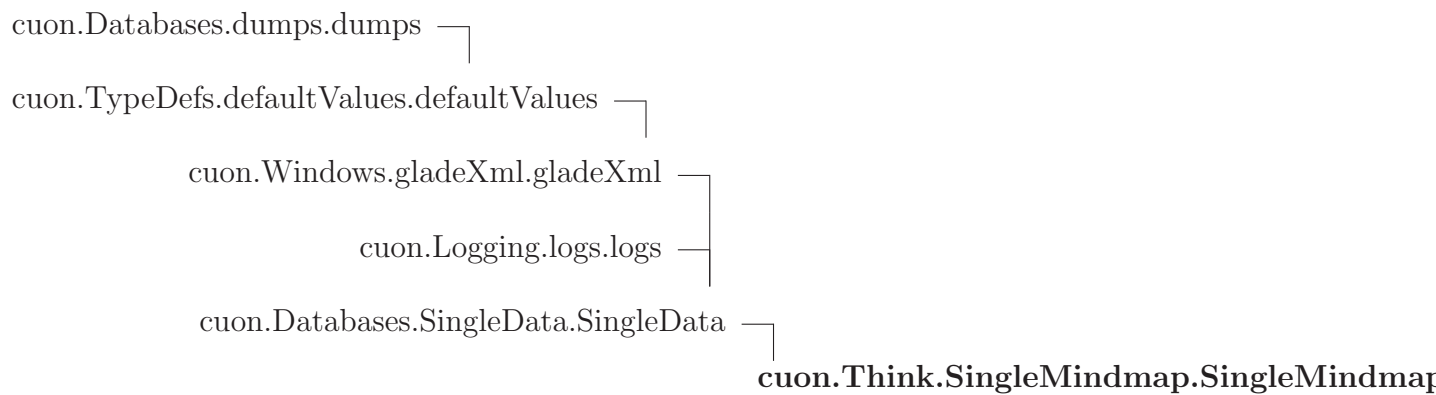 cuon.Databases.dumps.dumps
cuon.TypeDefs.defaultValues.defaultValues
cuon.Windows.gladeXml.gladeXml
cuon.Logging.logs.logs
cuon.Databases.SingleData.SingleData
cuon.Think.SingleMindmap.SingleMindmap